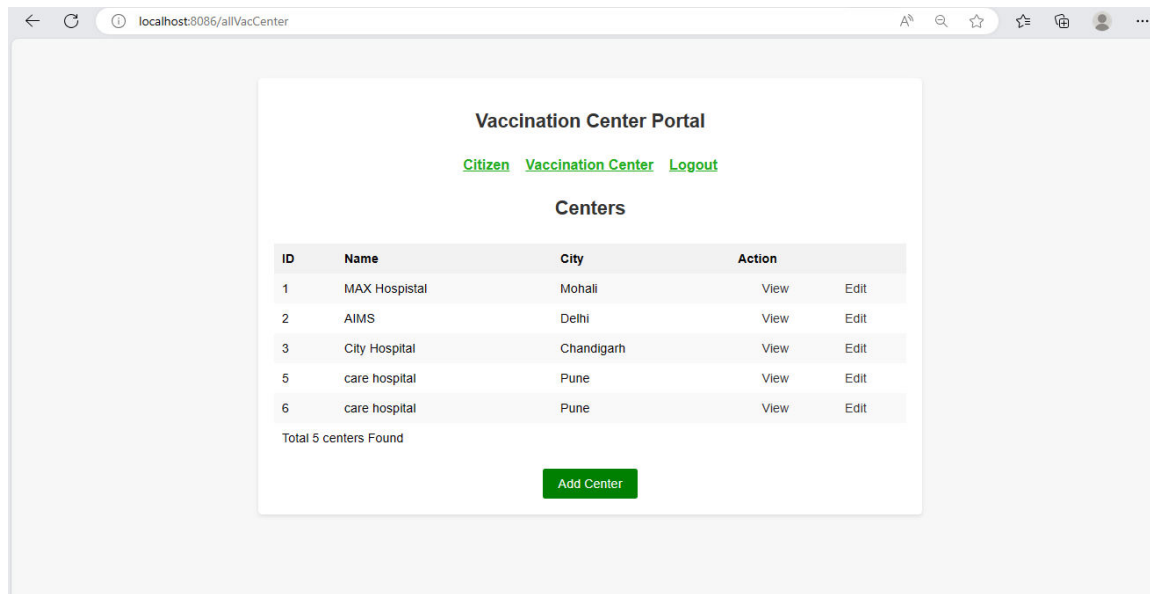 localhost:8086/allVacCenter
Vaccination Center Portal
Citizen Vaccination Center Logout
Centers
ID Name City Action
1 MAX Hospistal Mohali View Edit
2 AIMS Delhi View Edit
3 City Hospital Chandigarh View Edit
5 care hospital Pune View Edit
6 care hospital Pune View Edit
Total 5 centers Found
Add Center